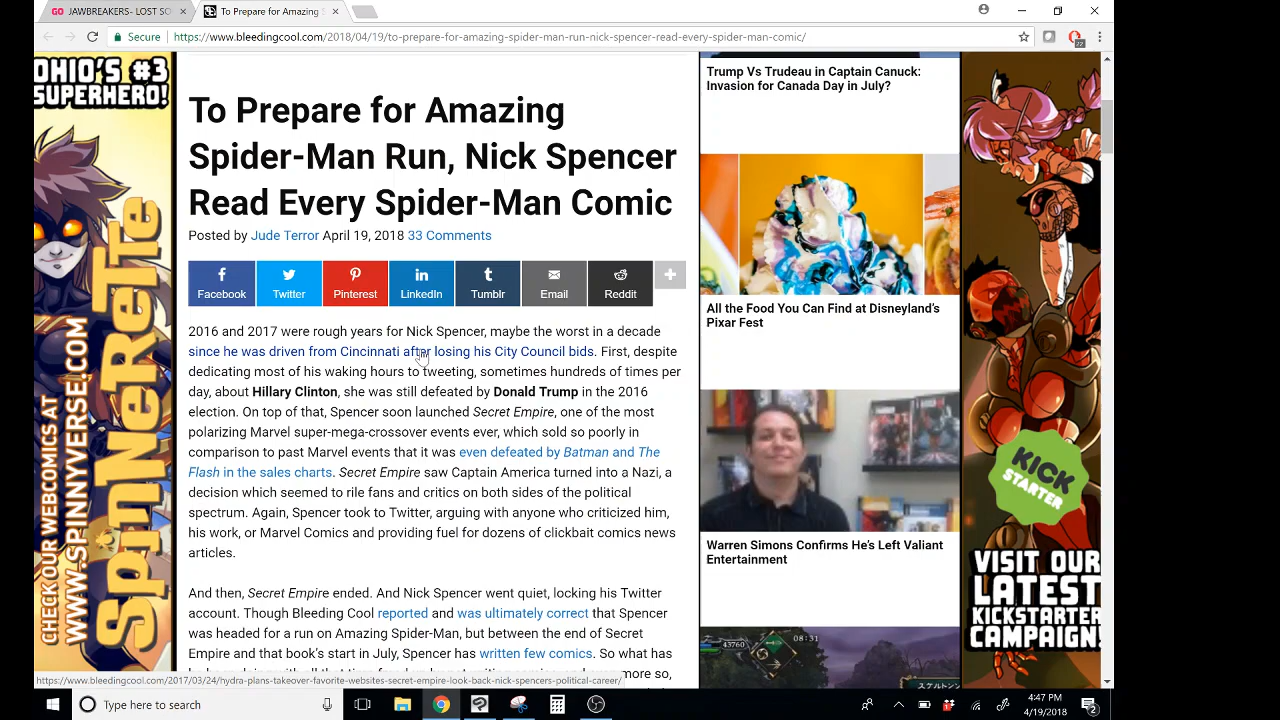 JAWBREAKERS- LOST SO
To Prepare for Amazing S
Secure
https://www.bleedingcool.com/2018/04/19/to-prepare-for-amazing-spider-man-run-nick-spencer-read-every-spider-man-comic/
OHIO'S #3
SUPERHERO!
CHECK OUR WEBCOMICS AT
WWW.SPINNYVERSE.COM
SPINNERETTE
To Prepare for Amazing
Spider-Man Run, Nick Spencer
Read Every Spider-Man Comic
Posted by Jude Terror April 19, 2018 33 Comments
Facebook
Twitter
Pinterest
LinkedIn
Tumblr
Email
Reddit
2016 and 2017 were rough years for Nick Spencer, maybe the worst in a decade
since he was driven from Cincinnati after losing his City Council bids. First, despite
dedicating most of his waking hours to tweeting, sometimes hundreds of times per
day, about Hillary Clinton, she was still defeated by Donald Trump in the 2016
election. On top of that, Spencer soon launched Secret Empire, one of the most
polarizing Marvel super-mega-crossover events ever, which sold so poorly in
comparison to past Marvel events that it was even defeated by Batman and The
Flash in the sales charts. Secret Empire saw Captain America turned into a Nazi, a
decision which seemed to rile fans and critics on both sides of the political
spectrum. Again, Spencer took to Twitter, arguing with anyone who criticized him,
his work, or Marvel Comics and providing fuel for dozens of clickbait comics news
articles.
And then, Secret Empire ended. And Nick Spencer went quiet, locking his Twitter
account. Though Bleeding Cool reported and was ultimately correct that Spencer
was headed for a run on Amazing Spider-Man, but between the end of Secret
Empire and that book's start in July, Spencer has written few comics. So what has
more so,
https://www.bleedingcool.com/2017/03/24/hydra-plans-takeover-favorite-websites-secret-empire-look-back-nick-spencers-political-career/
Trump Vs Trudeau in Captain Canuck:
Invasion for Canada Day in July?
All the Food You Can Find at Disneyland's
Pixar Fest
Warren Simons Confirms He's Left Valiant
Entertainment
43760
08:31
KICK
STARTER
VISIT OUR
LATEST
KICKSTARTER
CAMPAIGN!
Type here to search
4:47 PM
4/19/2018
2